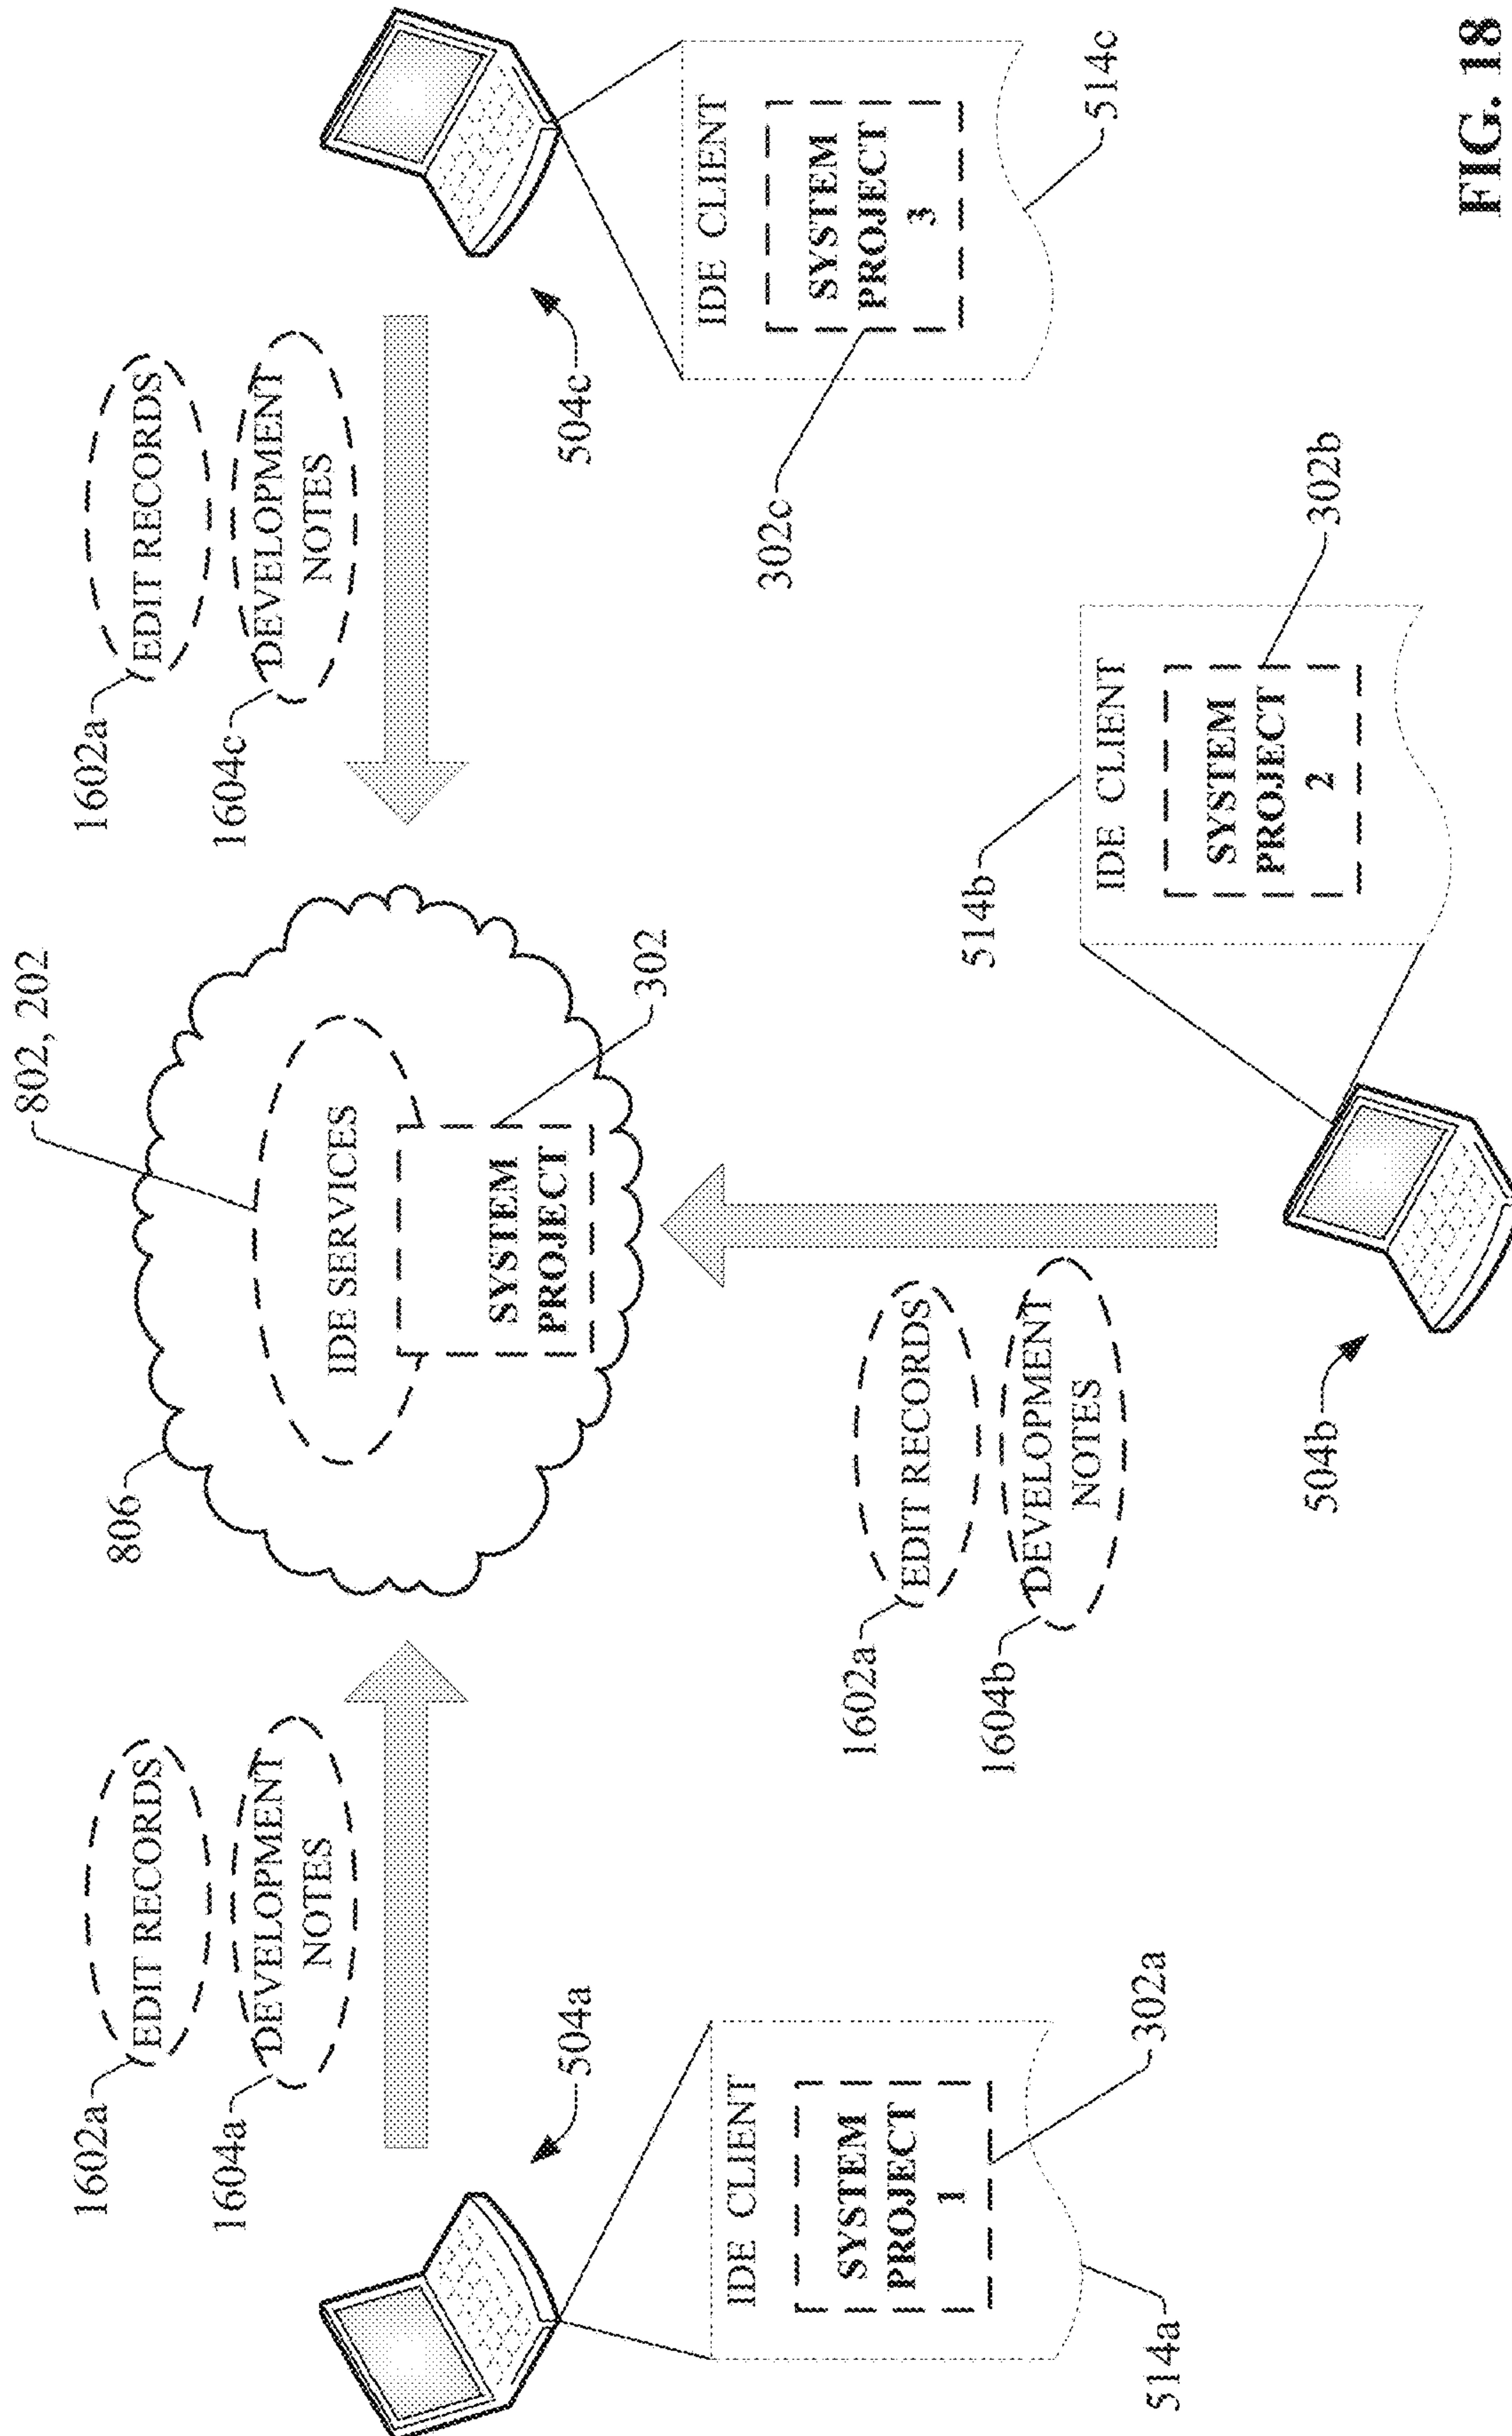 802, 202
806
IDE SERVICES
SYSTEM
PROJECT
302
1602a
EDIT RECORDS
1604a
DEVELOPMENT
NOTES
504a
IDE CLIENT
SYSTEM
PROJECT
1
302a
514a
1602a
EDIT RECORDS
1604b
DEVELOPMENT
NOTES
504b
514b
IDE CLIENT
SYSTEM
PROJECT
2
302b
1602a
EDIT RECORDS
1604c
DEVELOPMENT
NOTES
504c
IDE CLIENT
SYSTEM
PROJECT
3
302c
514c
FIG. 18